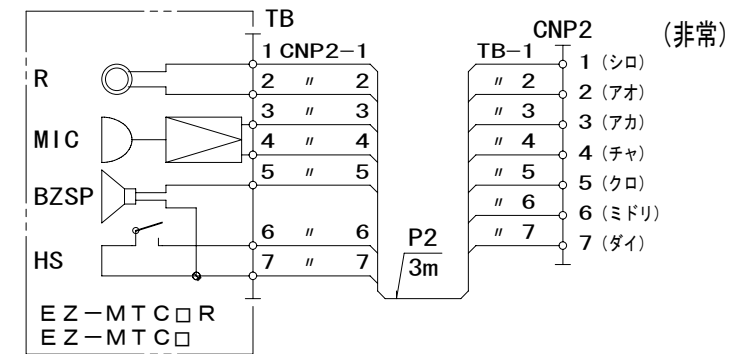 TB
CNP2 (非常)
1 CNP2-1 TB-1 1 (シロ)
R 2 〃 2 〃 2 2 (アオ)
3 〃 3 〃 3 3 (アカ)
MIC 4 〃 4 〃 4 4 (チャ)
5 〃 5 〃 5 5 (クロ)
BZSP 〃 6 6 (ミドリ)
6 〃 6 P2 〃 7 7 (ダイ)
HS 7 〃 7 3m
EZ-MTC□R
EZ-MTC□